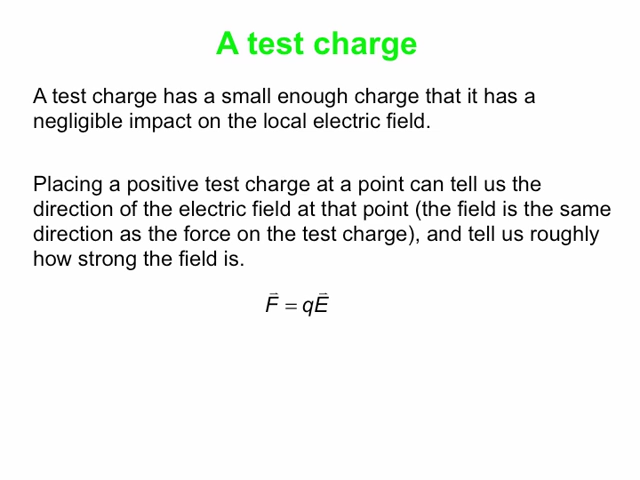 A test charge
A test charge has a small enough charge that it has a
negligible impact on the local electric field.
Placing a positive test charge at a point can tell us the
direction of the electric field at that point (the field is the same
direction as the force on the test charge), and tell us roughly
how strong the field is.
F⃗ = qE⃗